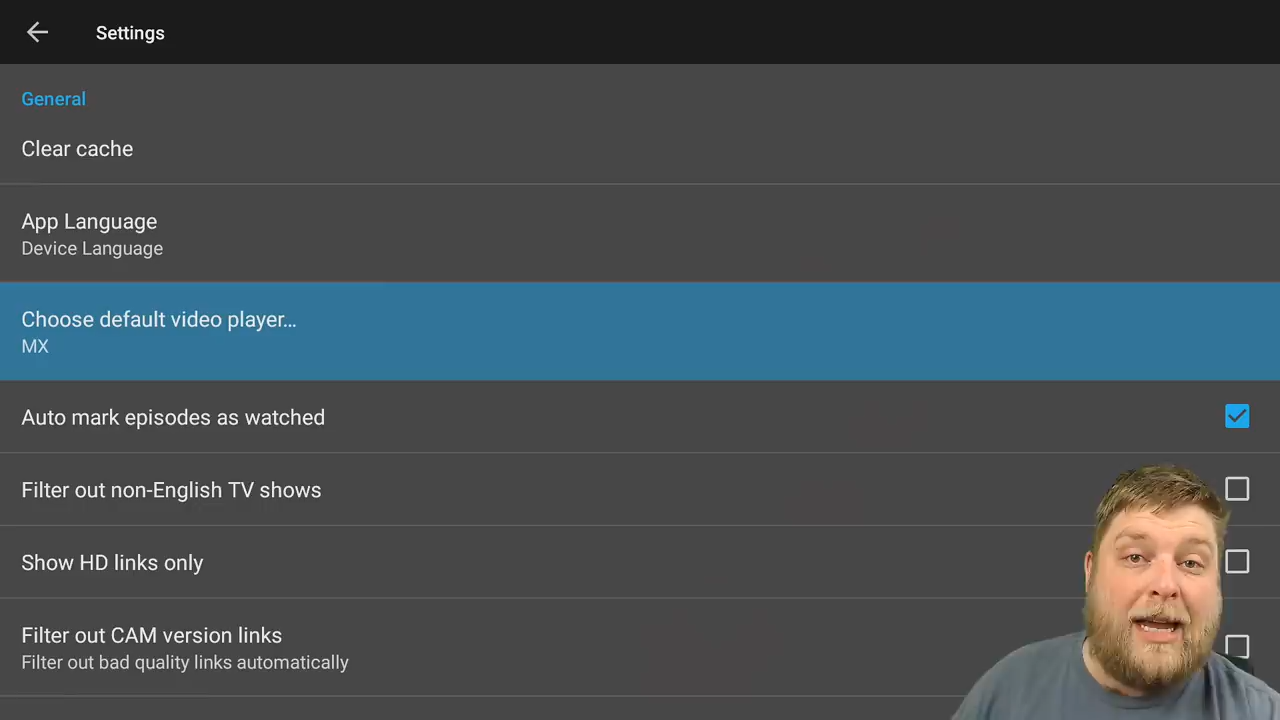 Settings
General
Clear cache
App Language
Device Language
Choose default video player...
MX
Auto mark episodes as watched
Filter out non-English TV shows
Show HD links only
Filter out CAM version links
Filter out bad quality links automatically